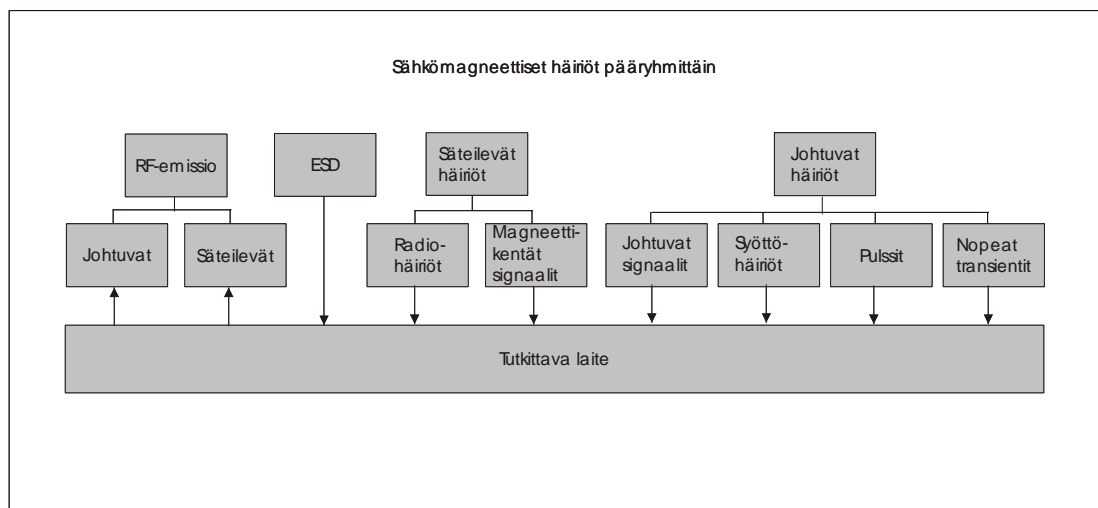 Sähkömagneettiset häiriöt pääryhmittäin
RF-emissio
ESD
Säteilevät
häiriöt
Johtuvat
häiriöt
Johtuvat
Säteilevät
Radio-
häiriöt
Magneetti-
kentät
signaalit
Johtuvat
signaalit
Syöttö-
häiriöt
Pulssit
Nopeat
transientit
Tutkittava laite